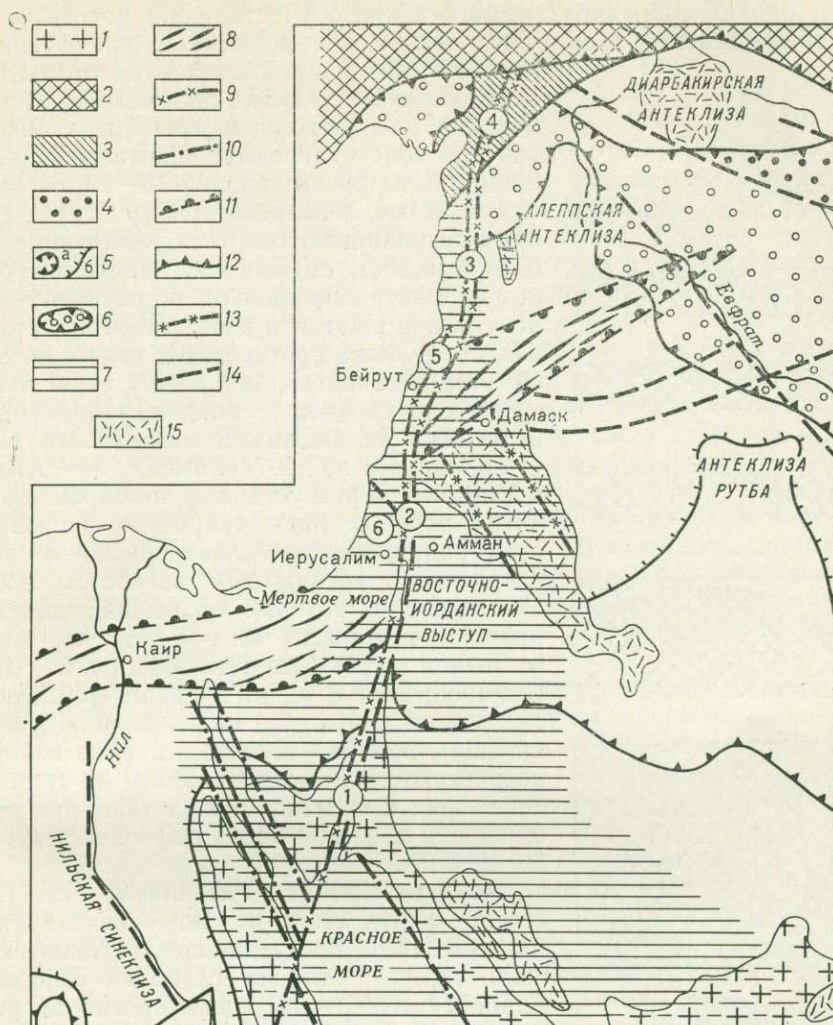 1
8
2
9
3
10
4
11
а б 5
12
6
13
7
14
15
ДИАРБАКИРСКАЯ
АНТЕКЛИЗА
4
АЛЕППСКАЯ
АНТЕКЛИЗА
3
Евфрат
5
Бейрут
Дамаск
АНТЕКЛИЗА
РУТБА
2
6
Амман
Иерусалим
Мертвое море
ВОСТОЧНО-
ИОРДАНСКИЙ
ВЫСТУП
Каир
Нил
1
НИЛЬСКАЯ СИНЕКЛИЗА
КРАСНОЕ
МОРЕ